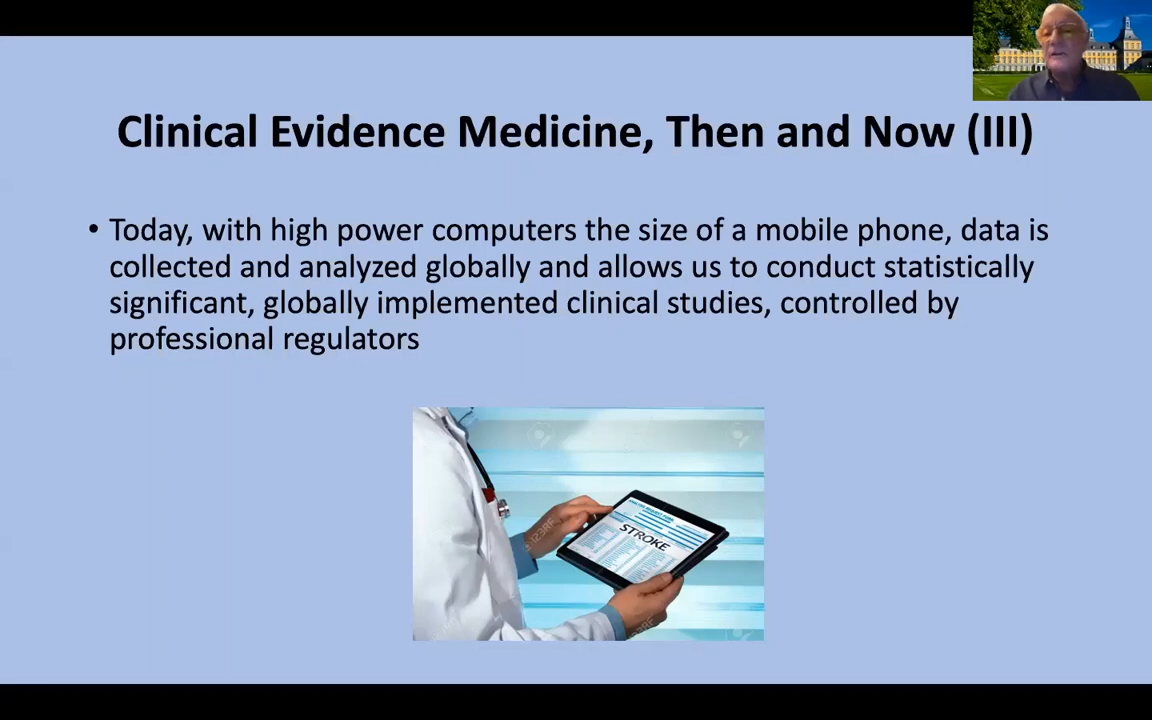 Clinical Evidence Medicine, Then and Now (III)
• Today, with high power computers the size of a mobile phone, data is
collected and analyzed globally and allows us to conduct statistically
significant, globally implemented clinical studies, controlled by
professional regulators
STROKE
123RF
123RF